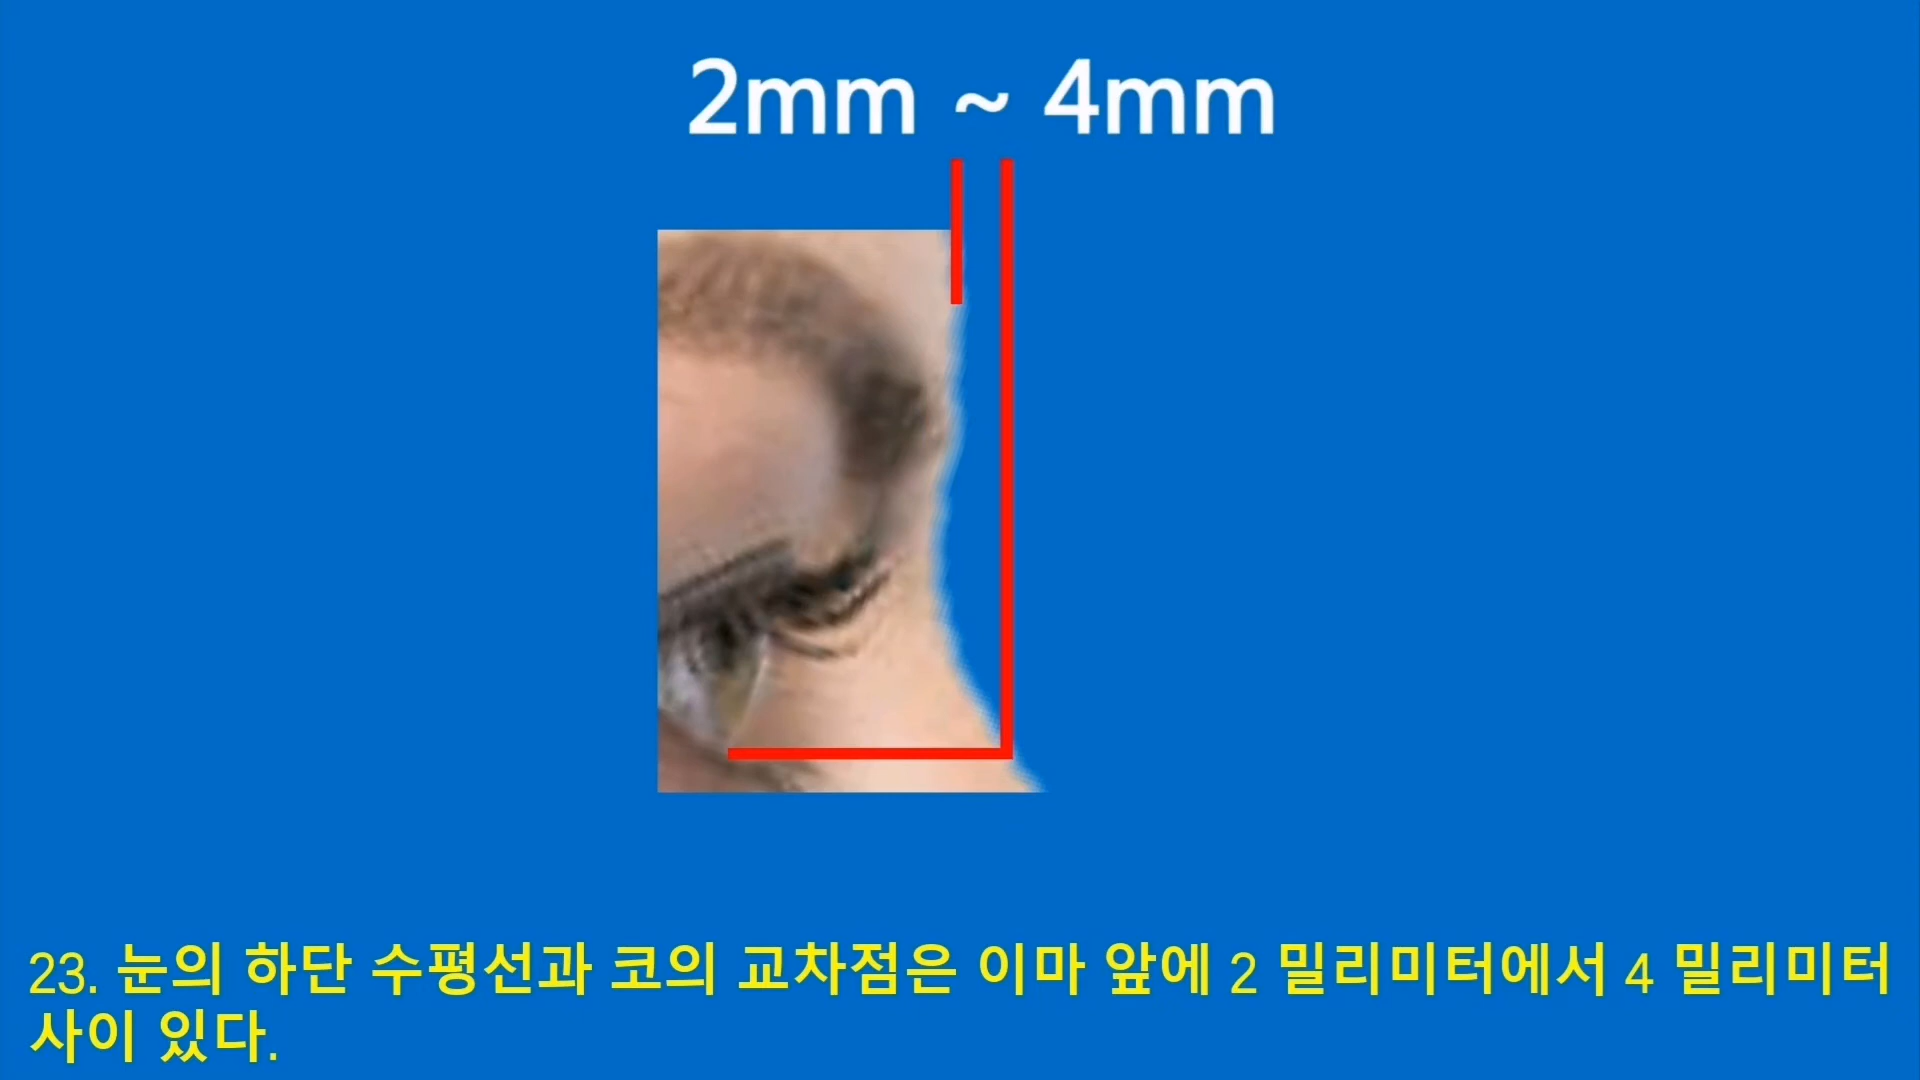 2mm ~ 4mm
23. 눈의 하단 수평선과 코의 교차점은 이마 앞에 2 밀리미터에서 4 밀리미터
사이 있다.